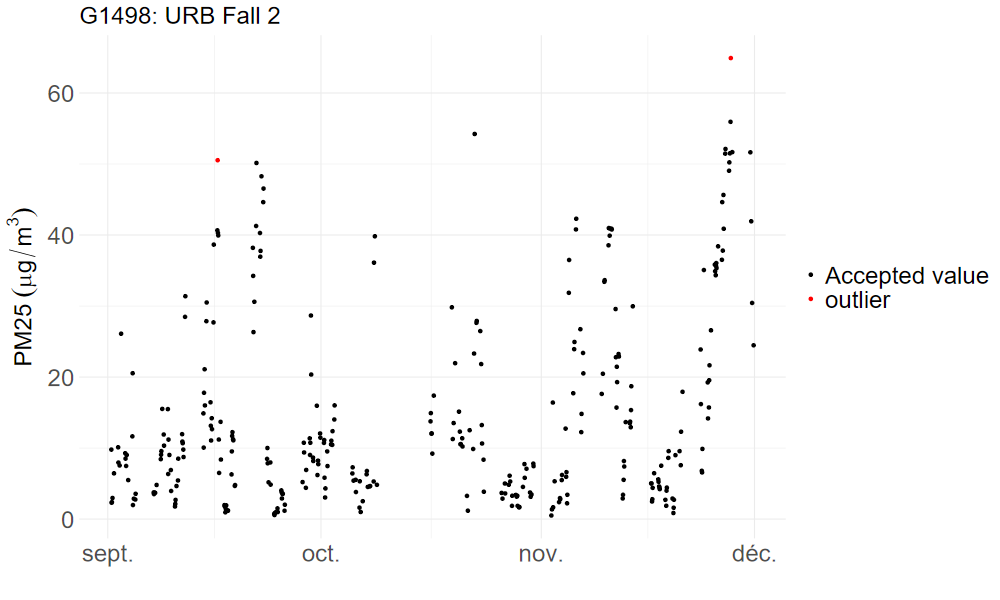 G1498: URB Fall 2
PM25 (μg/m³)
60
40
20
0
sept.
oct.
nov.
déc.
Accepted value
outlier